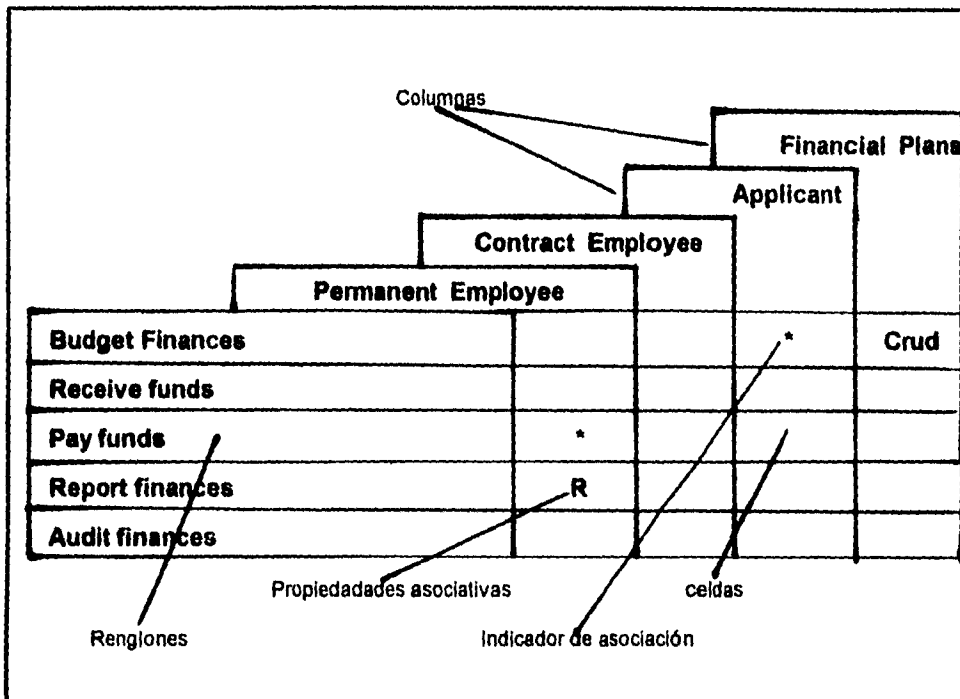 Columnas
Financial Plans
Applicant
Contract Employee
Permanent Employee
Budget Finances * Crud
Receive funds
Pay funds *
Report finances R
Audit finances
Propiedadades asociativas
celdas
Renglones
Indicador de asociación